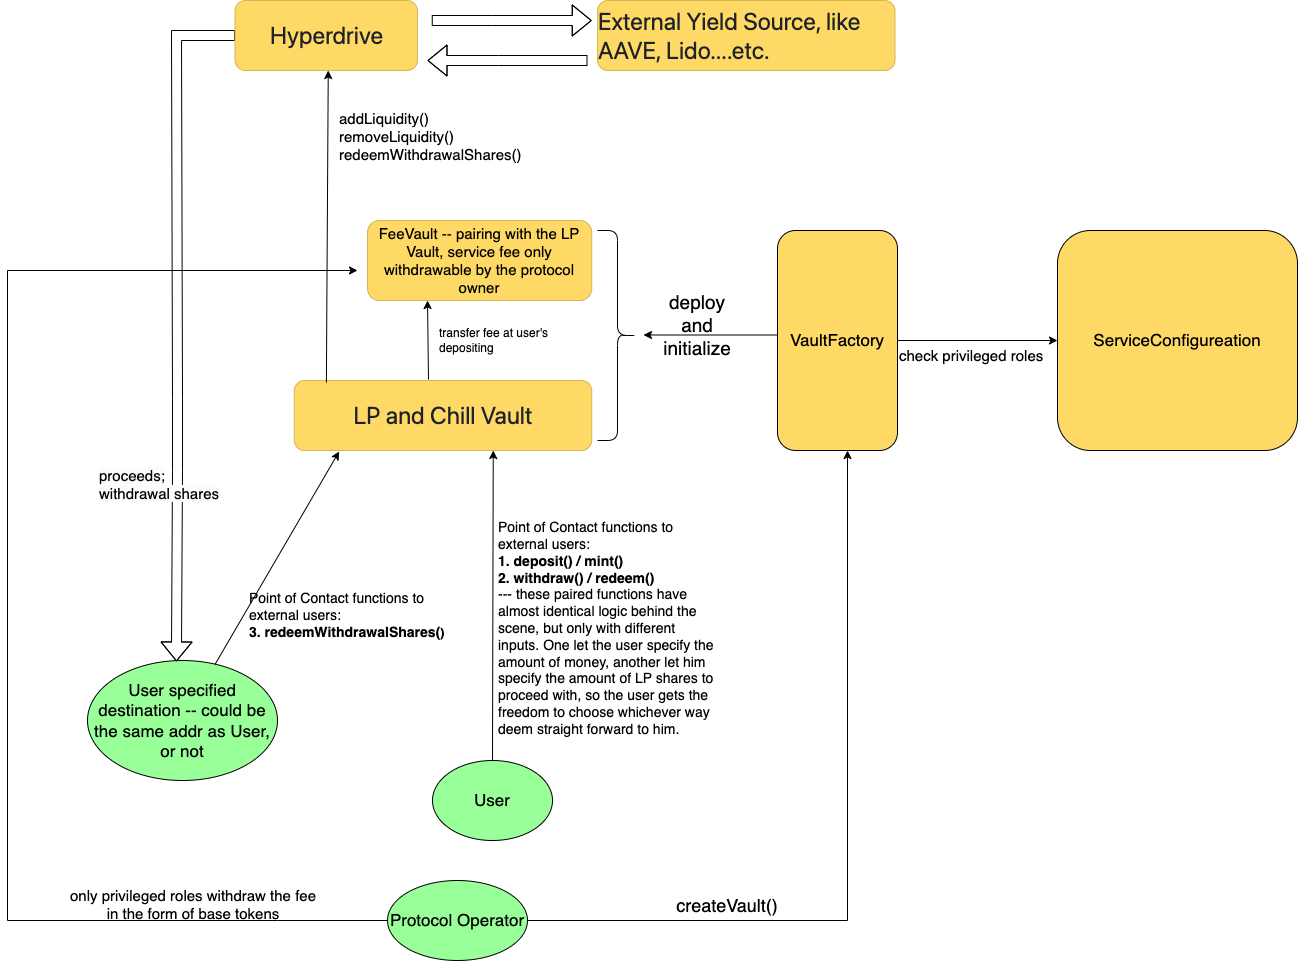 Hyperdrive
External Yield Source, like
AAVE, Lido....etc.
addLiquidity()
removeLiquidity()
redeemWithdrawalShares()
FeeVault -- pairing with the LP
Vault, service fee only
withdrawable by the protocol
owner
deploy
and
initialize
VaultFactory
check privileged roles
ServiceConfigureation
transfer fee at user's
depositing
LP and Chill Vault
proceeds;
withdrawal shares
Point of Contact functions to
external users:
1. deposit() / mint()
2. withdraw() / redeem()
--- these paired functions have
almost identical logic behind the
scene, but only with different
inputs. One let the user specify the
amount of money, another let him
specify the amount of LP shares to
proceed with, so the user gets the
freedom to choose whichever way
deem straight forward to him.
Point of Contact functions to
external users:
3. redeemWithdrawalShares()
User specified
destination -- could be
the same addr as User,
or not
User
only privileged roles withdraw the fee
in the form of base tokens
Protocol Operator
createVault()